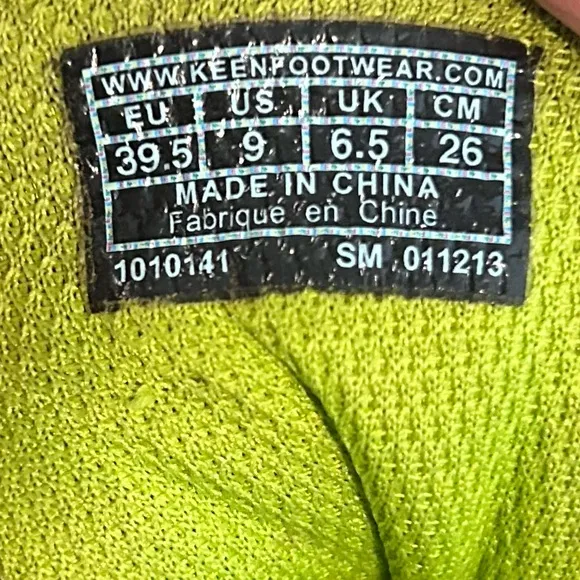 WWW.KEENFOOTWEAR.COM
EU US UK CM
39.5 9 6.5 26
MADE IN CHINA
Fabriqué en Chine
1010141 SM 011213